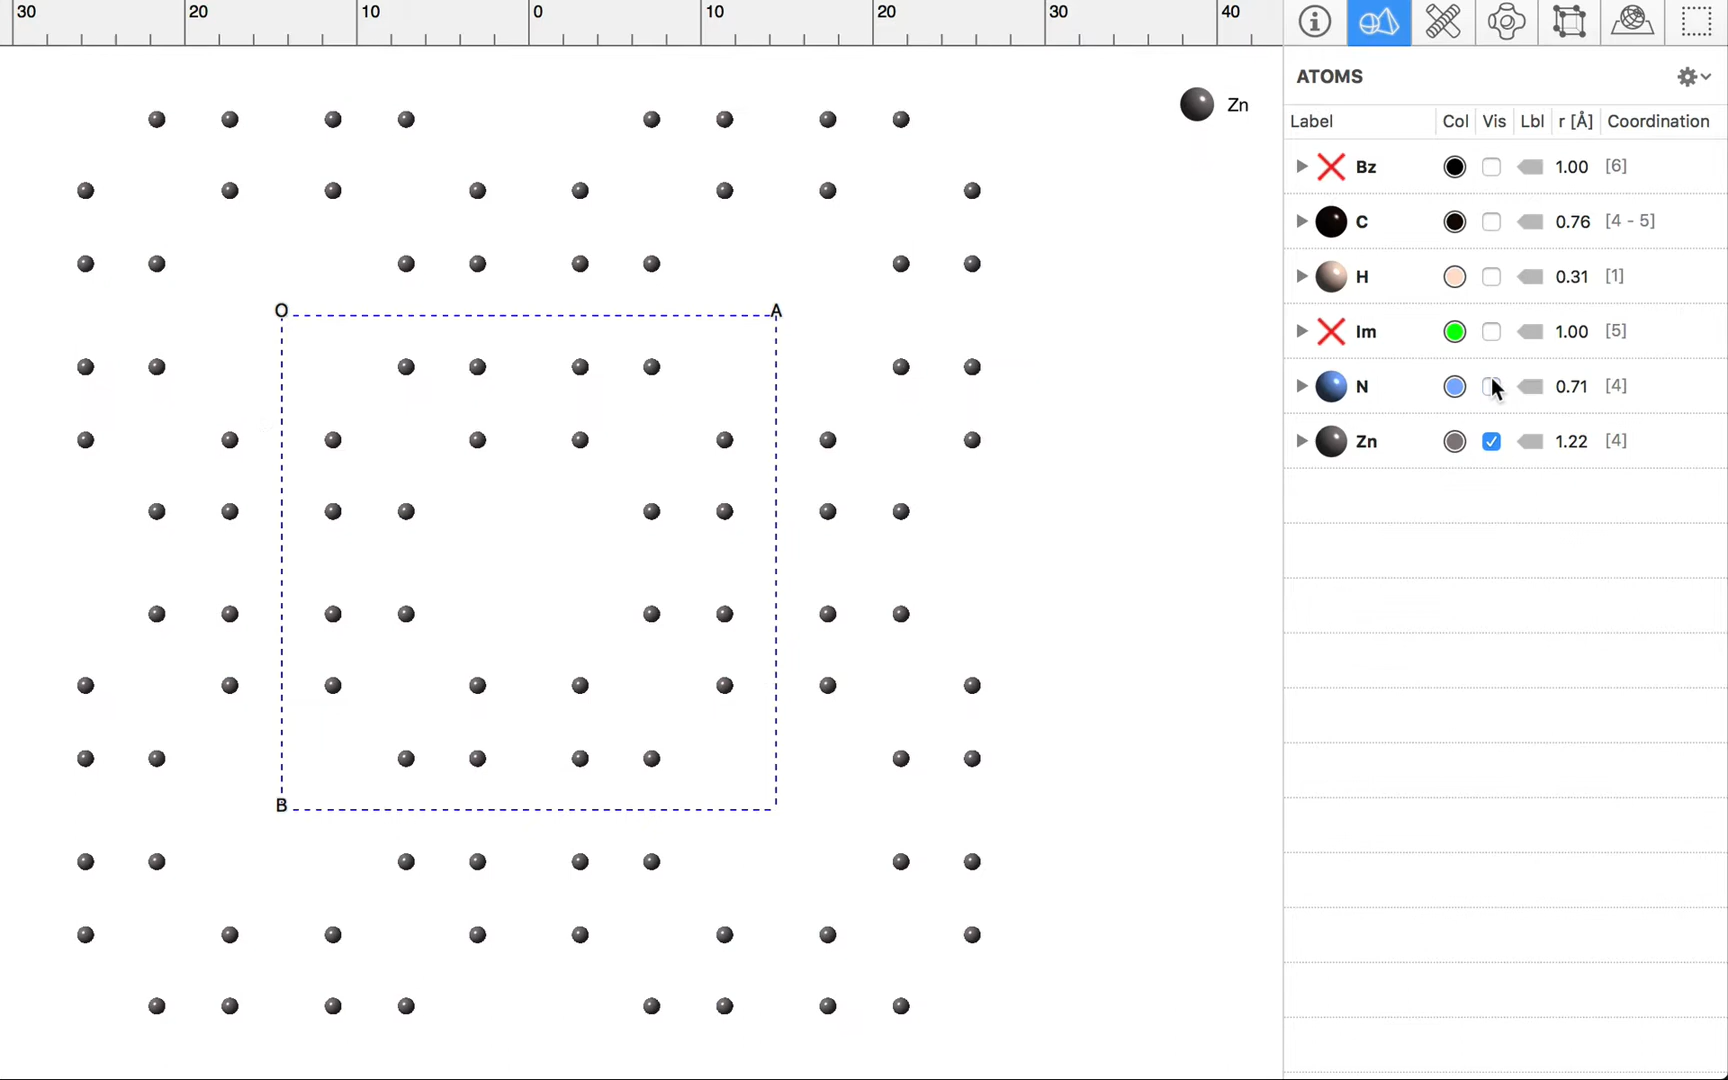 30 20 10 0 10 20 30 40
ATOMS
Zn
Label Col Vis Lbl r [Å] Coordination
Bz 1.00 [6]
C 0.76 [4 - 5]
H 0.31 [1]
O A
Im 1.00 [5]
N 0.71 [4]
Zn 1.22 [4]
B